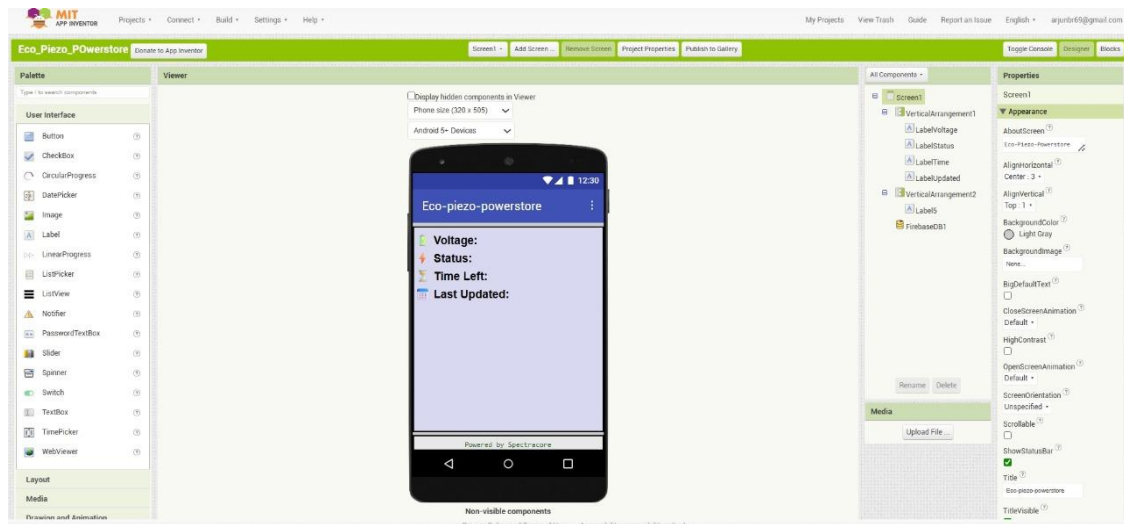 MIT
APP INVENTOR
Projects
Connect
Build
Settings
Help
My Projects
View Trash
Guide
Report an Issue
English
arjunbr69@gmail.com
Eco_Piezo_POwerstore
Donate to App Inventor
Screen1
Add Screen ...
Remove Screen
Project Properties
Publish to Gallery
Toggle Console
Designer
Blocks
Palette
Type / to search components
User Interface
Button
CheckBox
CircularProgress
DatePicker
Image
Label
LinearProgress
ListPicker
ListView
Notifier
PasswordTextBox
Slider
Spinner
Switch
TextBox
TimePicker
WebViewer
Layout
Media
Drawing and Animation
Viewer
Display hidden components in Viewer
Phone size (320 x 505)
Android 5+ Devices
12:30
Eco-piezo-powerstore
Voltage:
Status:
Time Left:
Last Updated:
Powered by Spectracore
Non-visible components
All Components
Screen1
VerticalArrangement1
LabelVoltage
LabelStatus
LabelTime
LabelUpdated
VerticalArrangement2
Label5
FirebaseDB1
Rename
Delete
Media
Upload File ...
Properties
Screen1
Appearance
AboutScreen
Eco-Piezo-Powerstore
AlignHorizontal
Center : 3
AlignVertical
Top : 1
BackgroundColor
Light Gray
BackgroundImage
None...
BigDefaultText
CloseScreenAnimation
Default
HighContrast
OpenScreenAnimation
Default
ScreenOrientation
Unspecified
Scrollable
ShowStatusBar
Title
Eco-piezo-powerstore
TitleVisible